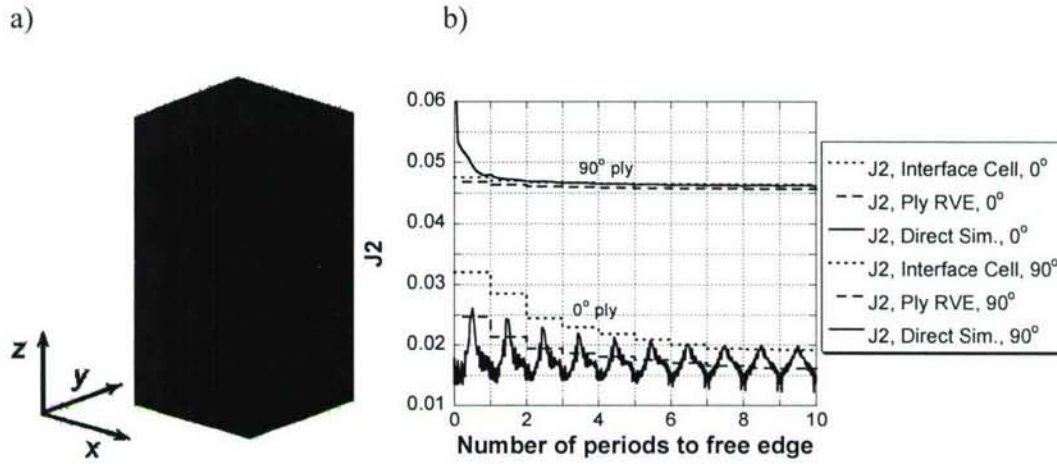 a)
b)
z
y
x
J2
0.06
0.05
0.04
0.03
0.02
0.01
90° ply
0° ply
0 2 4 6 8 10
Number of periods to free edge
J2, Interface Cell, 0°
J2, Ply RVE, 0°
J2, Direct Sim., 0°
J2, Interface Cell, 90°
J2, Ply RVE, 90°
J2, Direct Sim., 90°